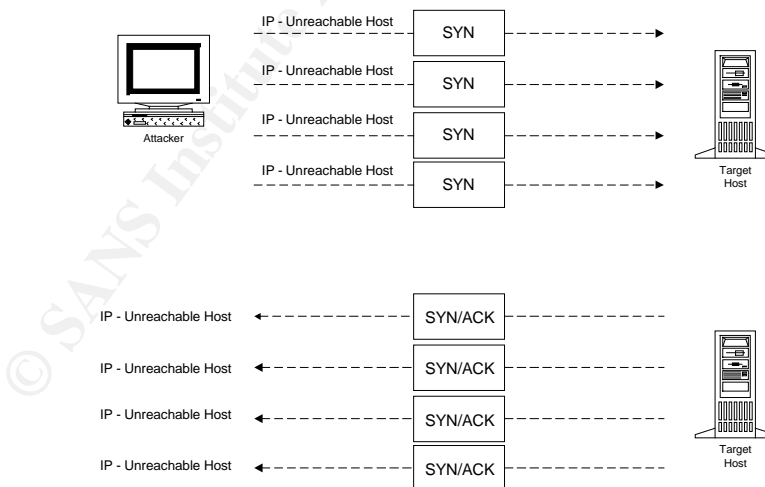 IP - Unreachable Host
SYN
IP - Unreachable Host
SYN
IP - Unreachable Host
SYN
IP - Unreachable Host
SYN
Attacker
Target
Host
IP - Unreachable Host
SYN/ACK
IP - Unreachable Host
SYN/ACK
IP - Unreachable Host
SYN/ACK
IP - Unreachable Host
SYN/ACK
Target
Host
© SANS Institute